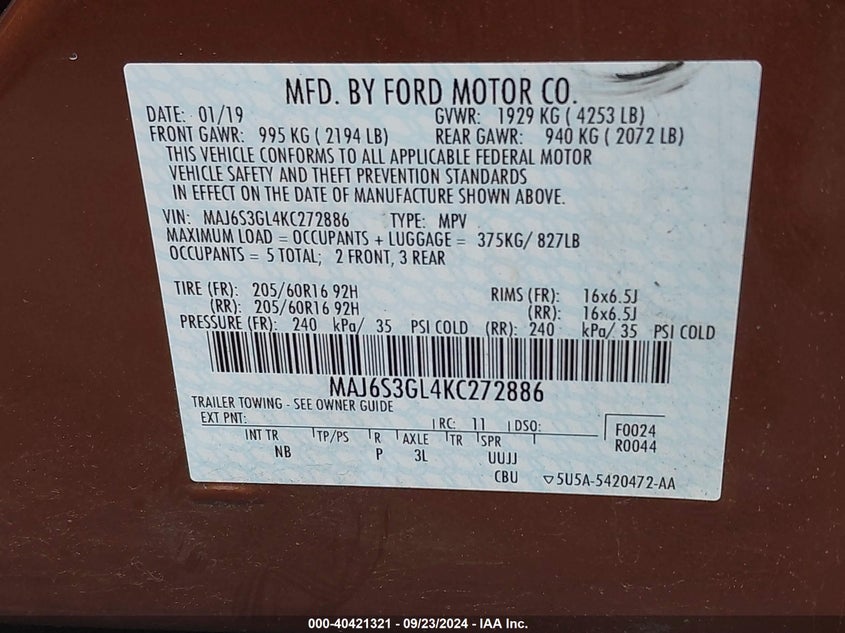 MFD. BY FORD MOTOR CO.
DATE: 01/19 GVWR: 1929 KG ( 4253 LB)
FRONT GAWR: 995 KG ( 2194 LB) REAR GAWR: 940 KG ( 2072 LB)
THIS VEHICLE CONFORMS TO ALL APPLICABLE FEDERAL MOTOR
VEHICLE SAFETY AND THEFT PREVENTION STANDARDS
IN EFFECT ON THE DATE OF MANUFACTURE SHOWN ABOVE.
VIN: MAJ6S3GL4KC272886 TYPE: MPV
MAXIMUM LOAD = OCCUPANTS + LUGGAGE = 375KG/ 827LB
OCCUPANTS = 5 TOTAL; 2 FRONT, 3 REAR
TIRE (FR): 205/60R16 92H RIMS (FR): 16x6.5J
(RR): 205/60R16 92H (RR): 16x6.5J
PRESSURE (FR): 240 kPa/ 35 PSI COLD (RR): 240 kPa/ 35 PSI COLD
MAJ6S3GL4KC272886
TRAILER TOWING - SEE OWNER GUIDE
EXT PNT: RC: 11 DSO: F0024
INT TR TP/PS R AXLE TR SPR R0044
NB P 3L UUJJ
CBU ▽5U5A-5420472-AA
000-40421321 - 09/23/2024 - IAA Inc.